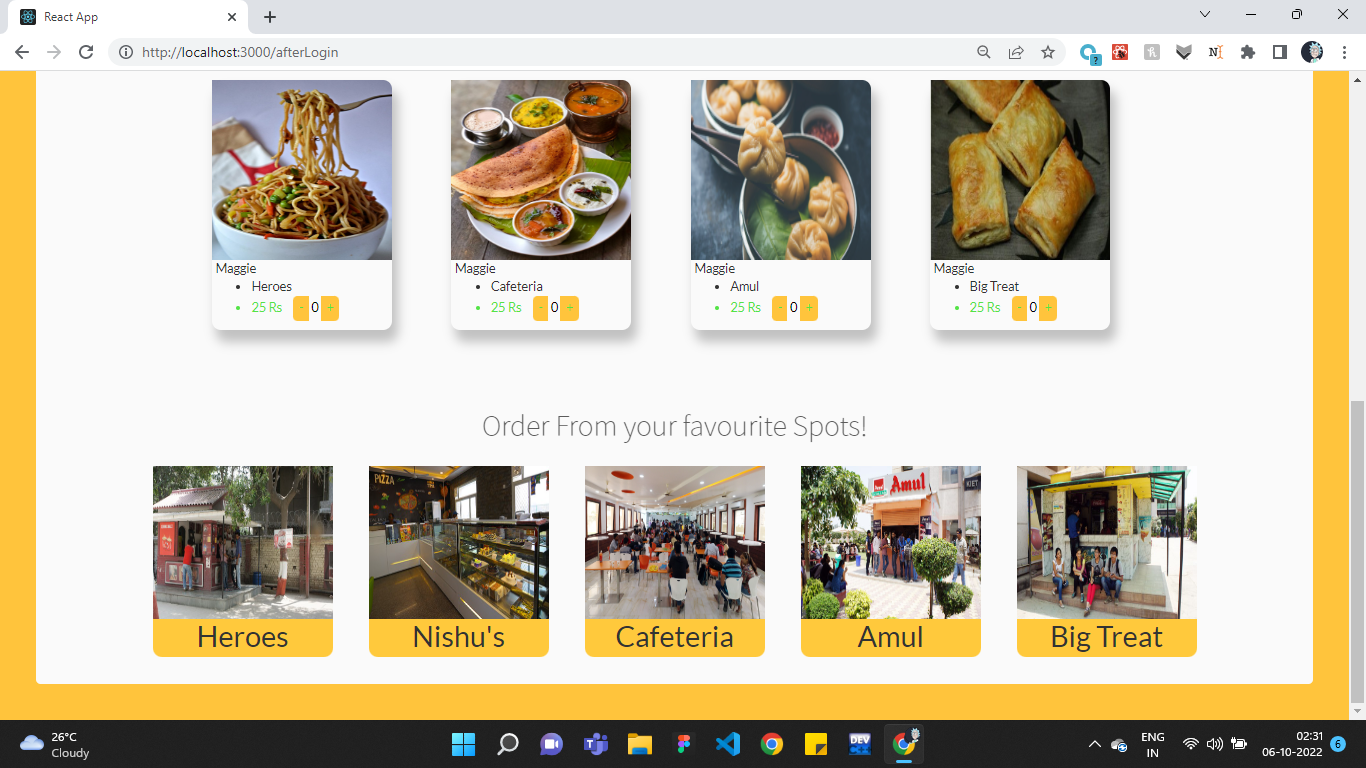 React App
http://localhost:3000/afterLogin
Maggie
Heroes
25 Rs - 0 +
Maggie
Cafeteria
25 Rs - 0 +
Maggie
Amul
25 Rs - 0 +
Maggie
Big Treat
25 Rs - 0 +
Order From your favourite Spots!
PIZZA
Amul
KIET
Heroes
Nishu's
Cafeteria
Amul
Big Treat
26°C
Cloudy
DEV
ENG
IN
02:31
06-10-2022
6